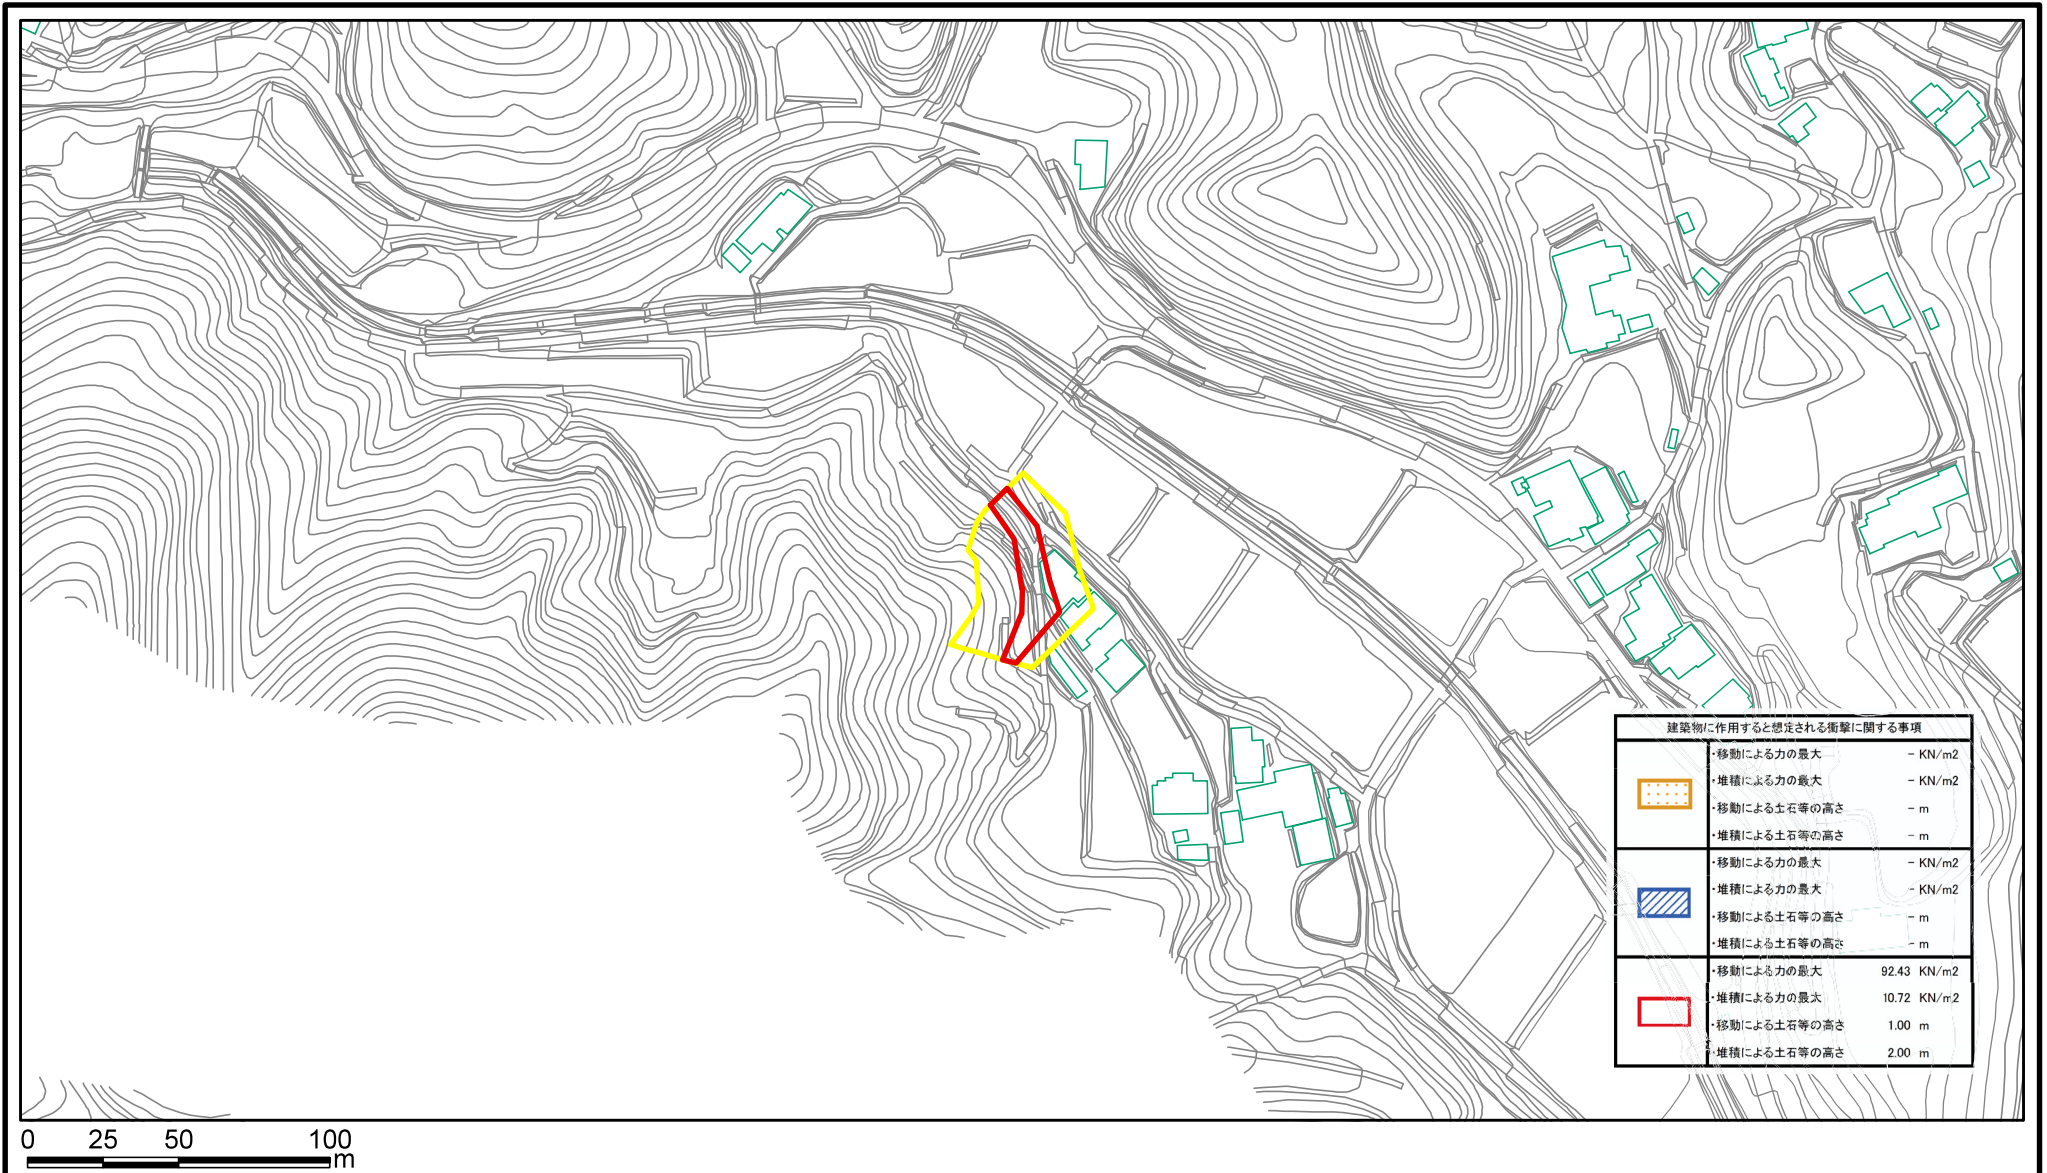 建築物に作用すると想定される衝撃に関する事項
・移動による力の最大 － KN/m2
・堆積による力の最大 － KN/m2
・移動による土石等の高さ － m
・堆積による土石等の高さ － m
・移動による力の最大 － KN/m2
・堆積による力の最大 － KN/m2
・移動による土石等の高さ － m
・堆積による土石等の高さ － m
・移動による力の最大 92.43 KN/m2
・堆積による力の最大 10.72 KN/m2
・移動による土石等の高さ 1.00 m
・堆積による土石等の高さ 2.00 m
0 25 50 100
m